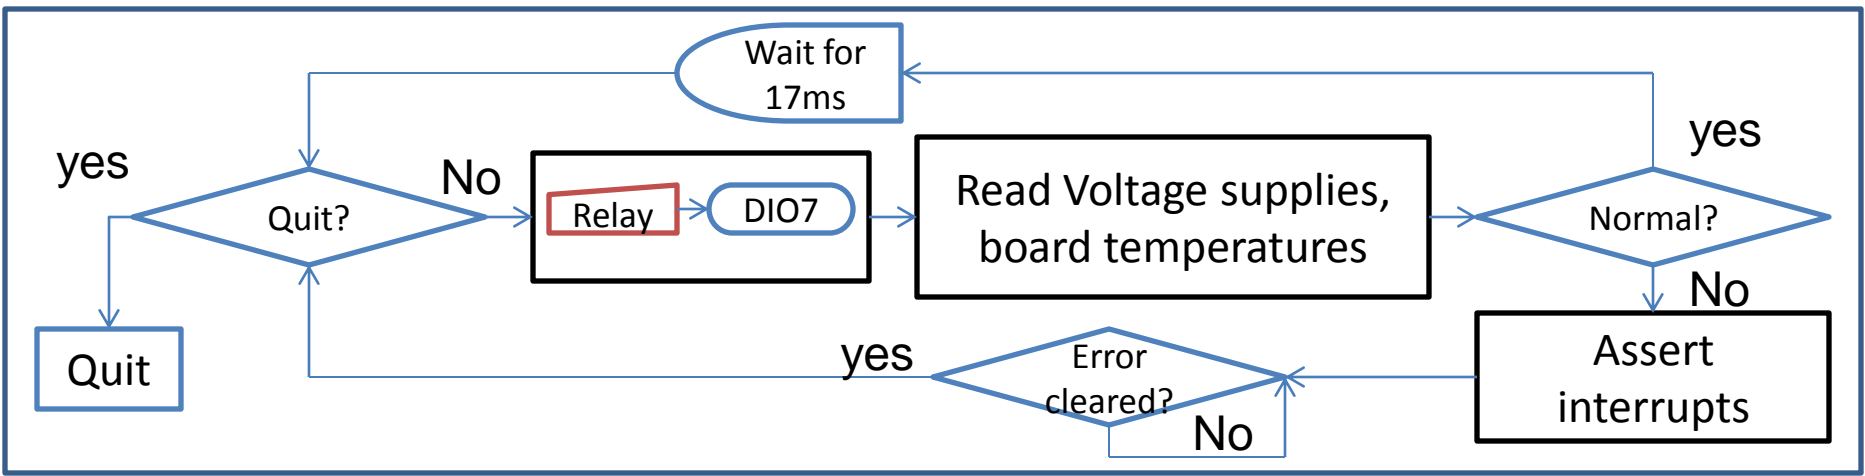 Wait for
17ms
yes
yes
No
Quit?
Relay
DIO7
Read Voltage supplies,
board temperatures
Normal?
No
Quit
yes
Error
cleared?
No
Assert
interrupts